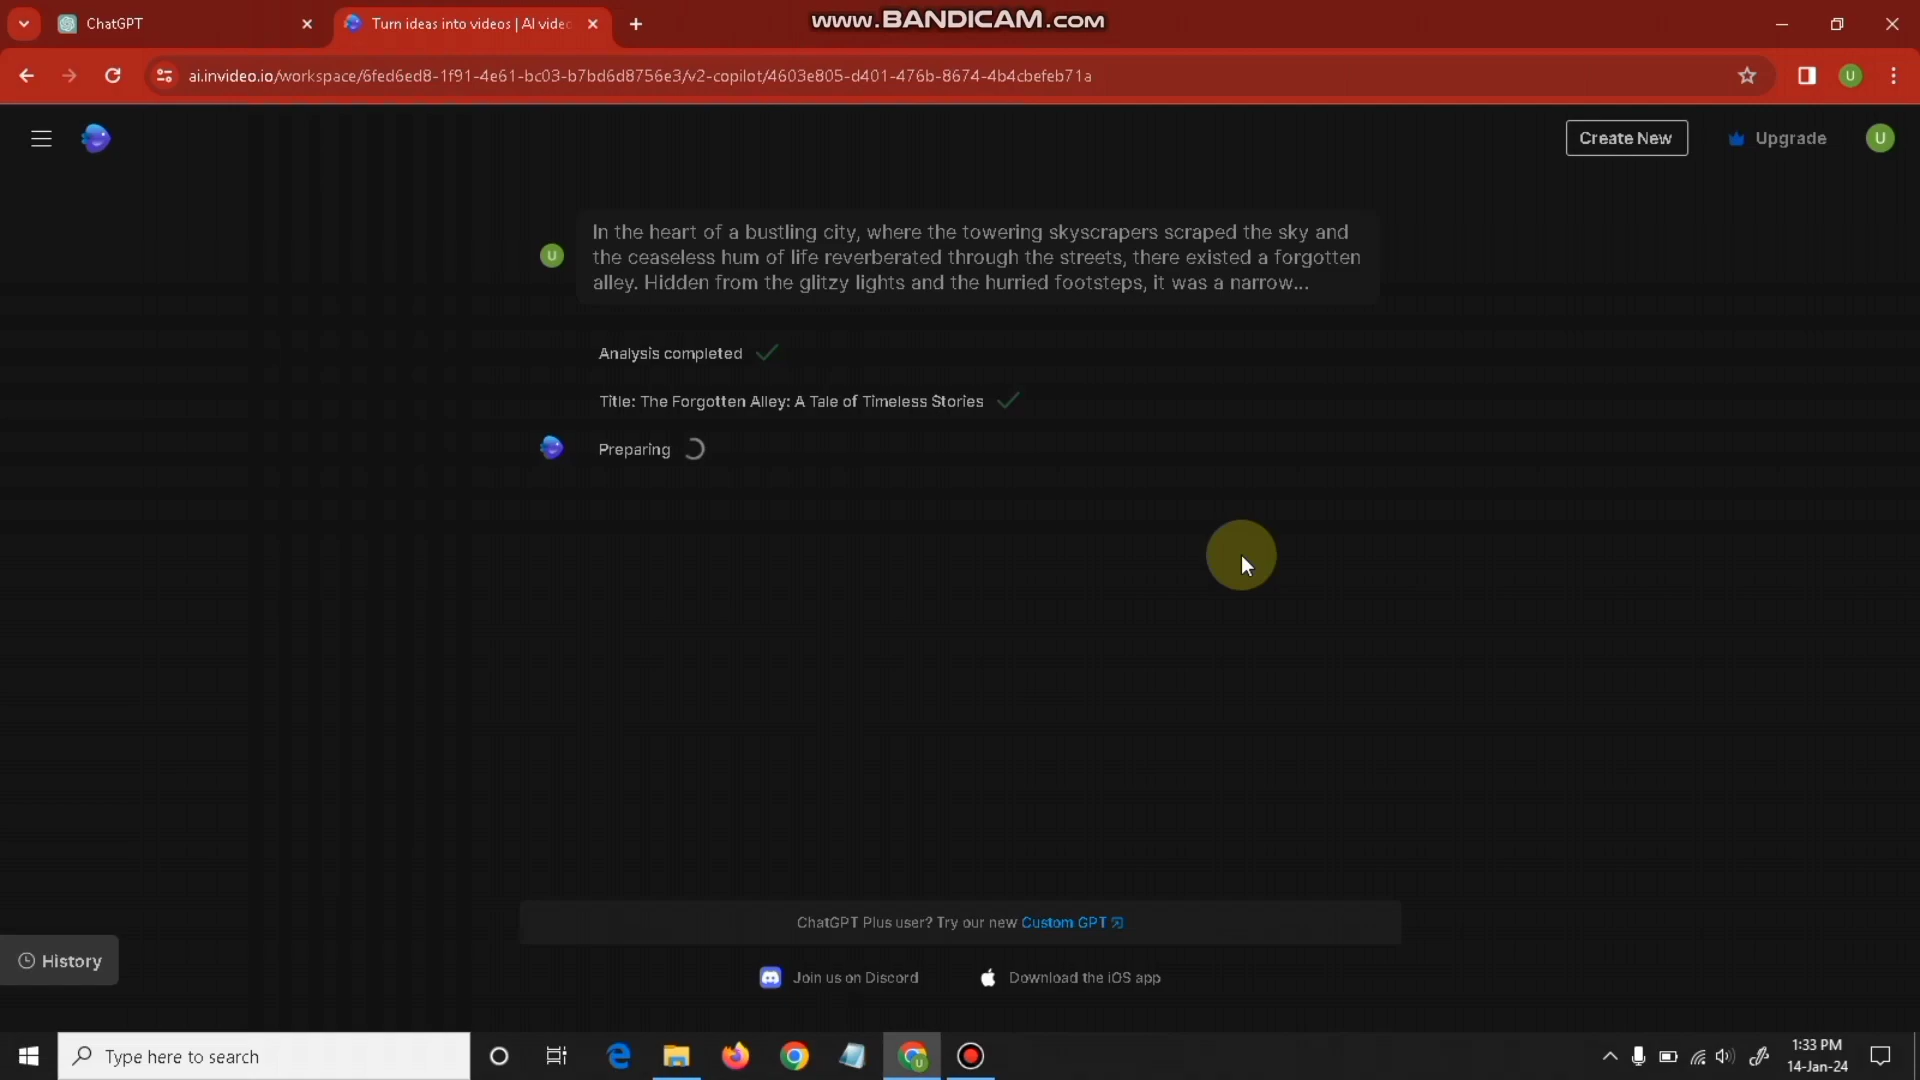 ChatGPT
Turn ideas into videos | AI videc
www.BANDICAM.com
ai.invideo.io/workspace/6fed6ed8-1f91-4e61-bc03-b7bd6d8756e3/v2-copilot/4603e805-d401-476b-8674-4b4cbefeb71a
U
Create New
Upgrade
U
In the heart of a bustling city, where the towering skyscrapers scraped the sky and
U
the ceaseless hum of life reverberated through the streets, there existed a forgotten
alley. Hidden from the glitzy lights and the hurried footsteps, it was a narrow...
Analysis completed
Title: The Forgotten Alley: A Tale of Timeless Stories
Preparing
ChatGPT Plus user? Try our new Custom GPT
History
Join us on Discord
Download the iOS app
Type here to search
U
1:33 PM
14-Jan-24